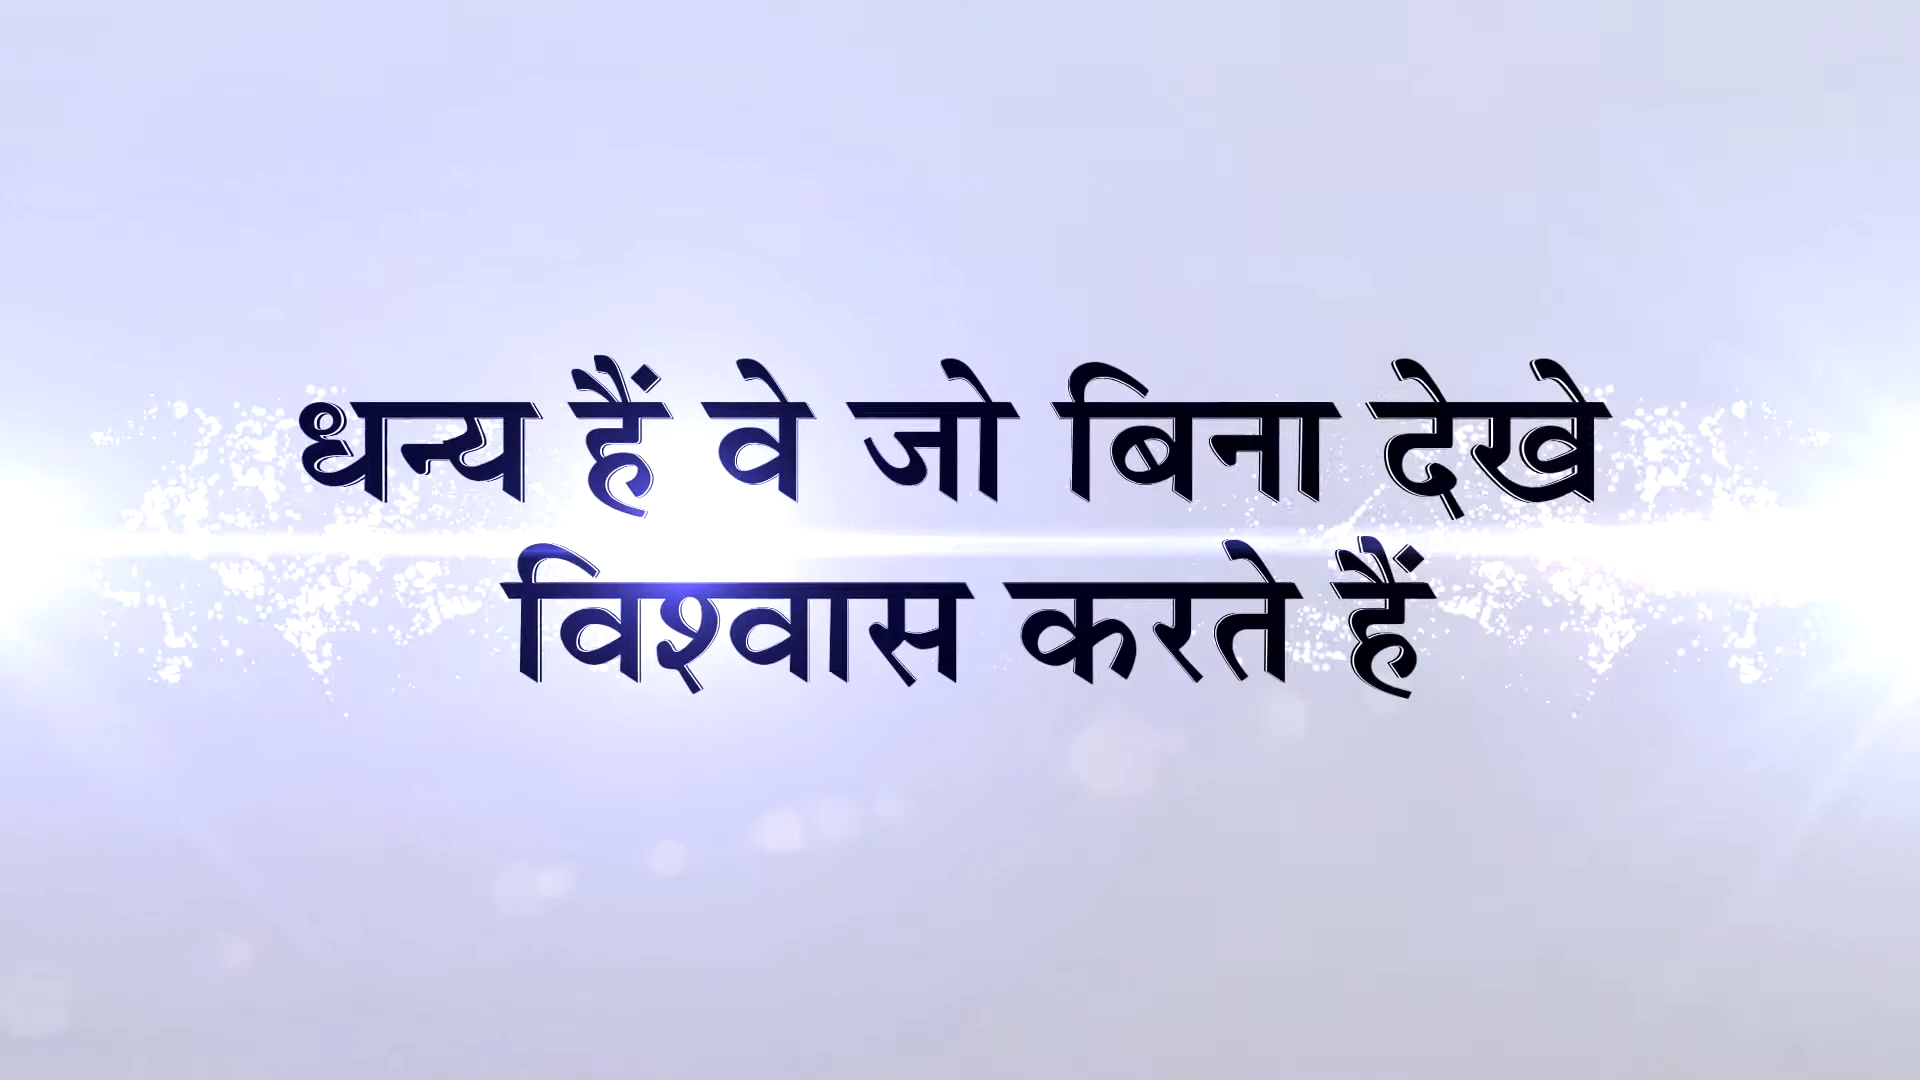 धन्य हैं वे जो बिना देखे
विश्वास करते हैं